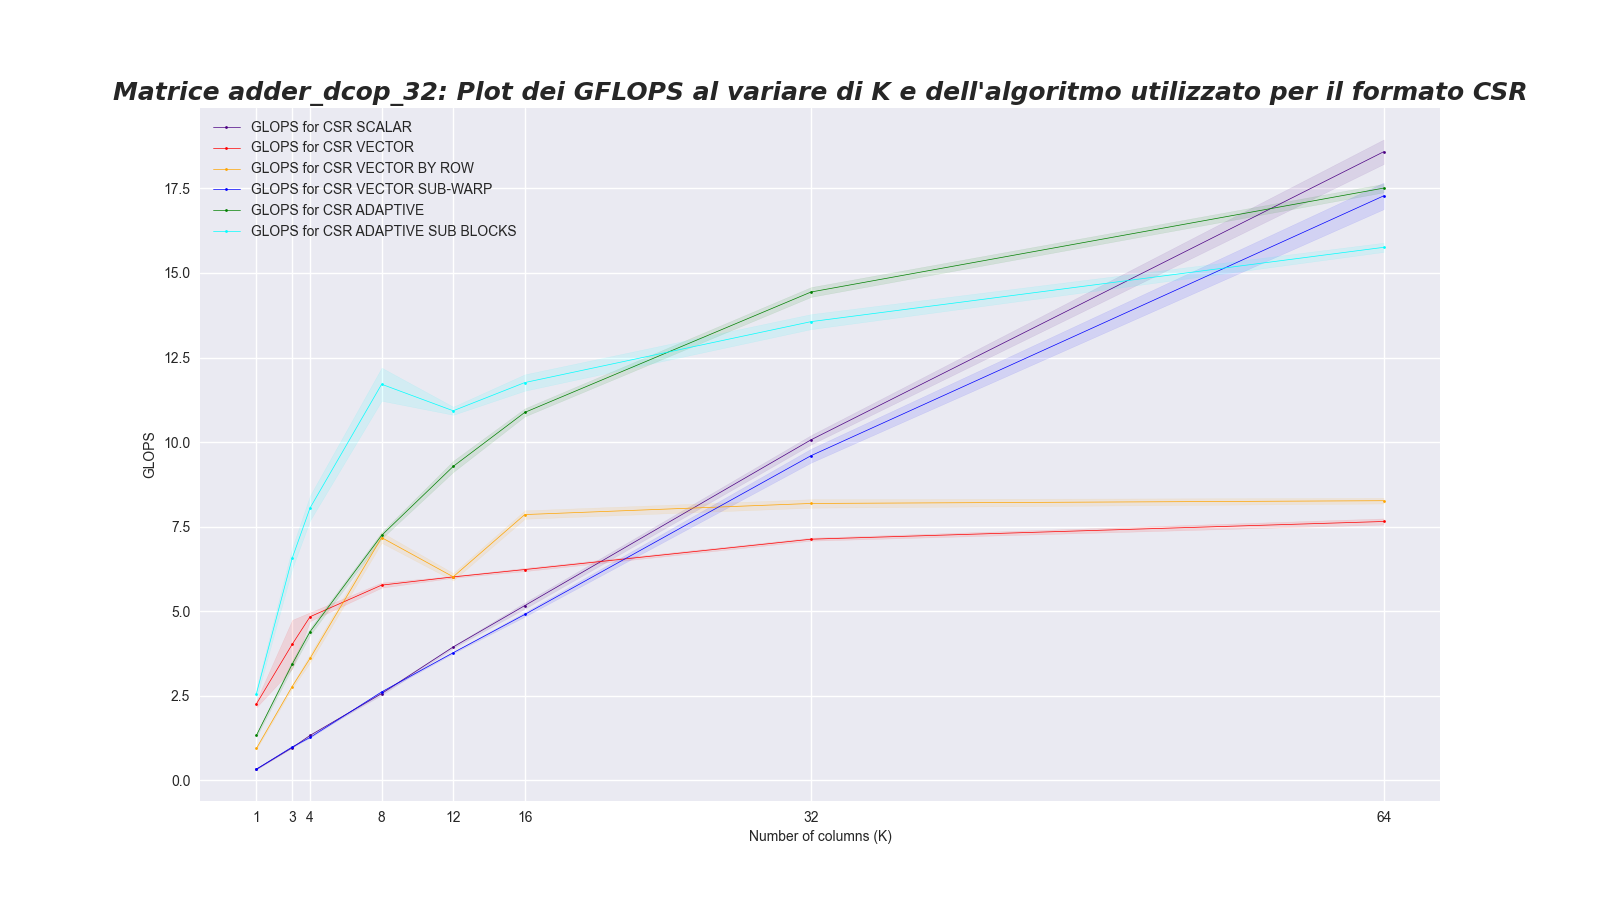 Matrice adder_dcop_32: Plot dei GFLOPS al variare di K e dell'algoritmo utilizzato per il formato CSR
GLOPS for CSR SCALAR
GLOPS for CSR VECTOR
GLOPS for CSR VECTOR BY ROW
GLOPS for CSR VECTOR SUB-WARP
GLOPS for CSR ADAPTIVE
GLOPS for CSR ADAPTIVE SUB BLOCKS
17.5
15.0
12.5
10.0
7.5
5.0
2.5
0.0
GLOPS
1 3 4 8 12 16 32 64
Number of columns (K)